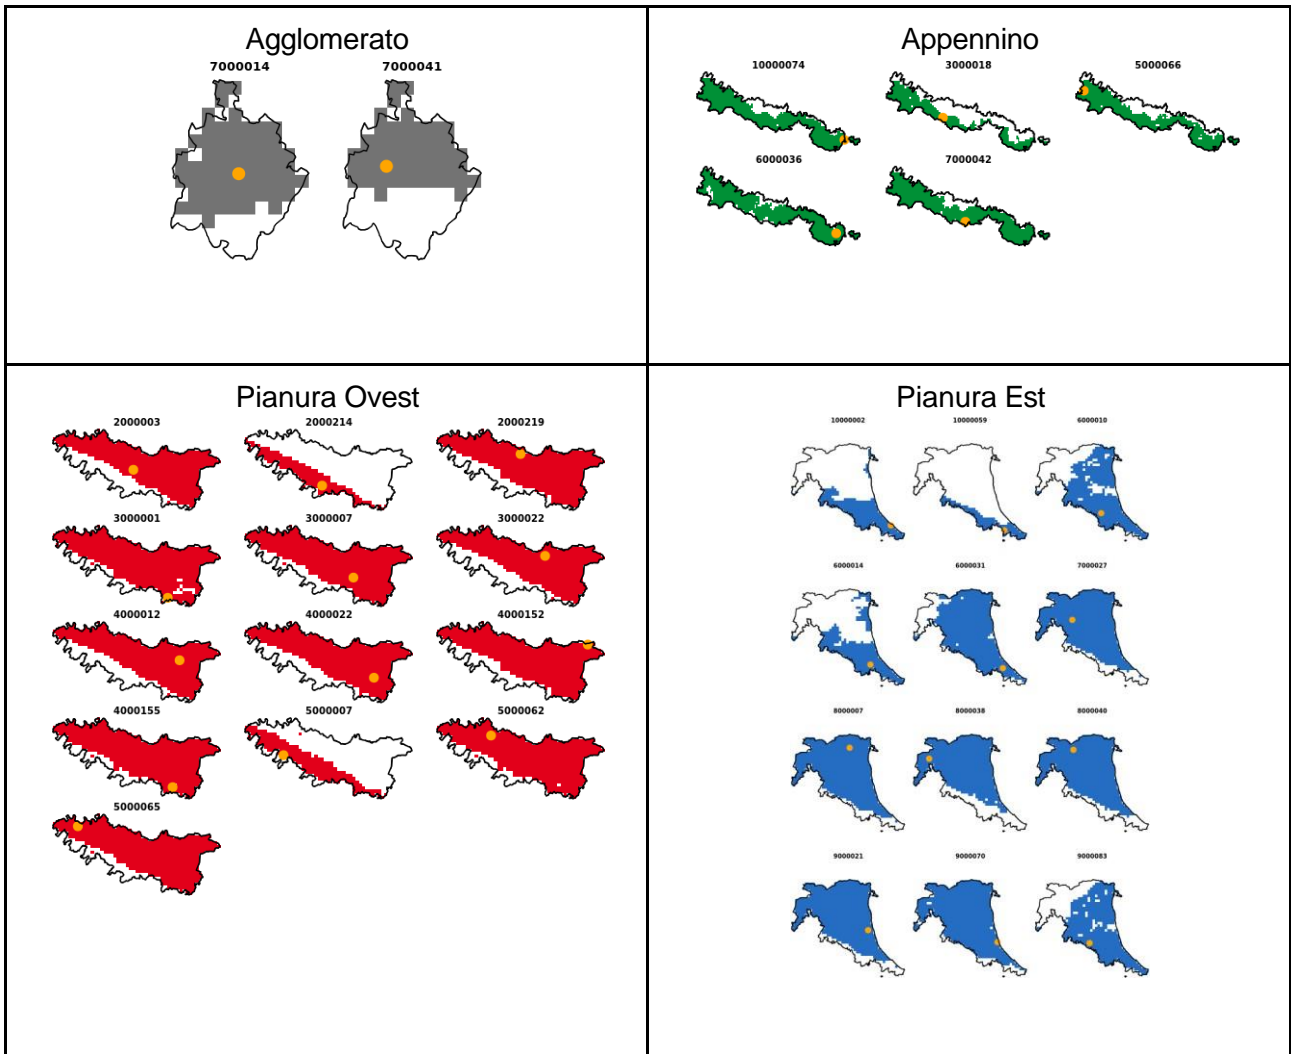 Agglomerato
7000014 7000041
Appennino
10000074 3000018 5000066
6000036 7000042
Pianura Ovest
2000003 2000214 2000219
3000001 3000007 3000022
4000012 4000022 4000152
4000155 5000007 5000062
5000065
Pianura Est
10000002 10000059 6000010
6000014 6000031 7000027
8000007 8000038 8000040
9000021 9000070 9000083